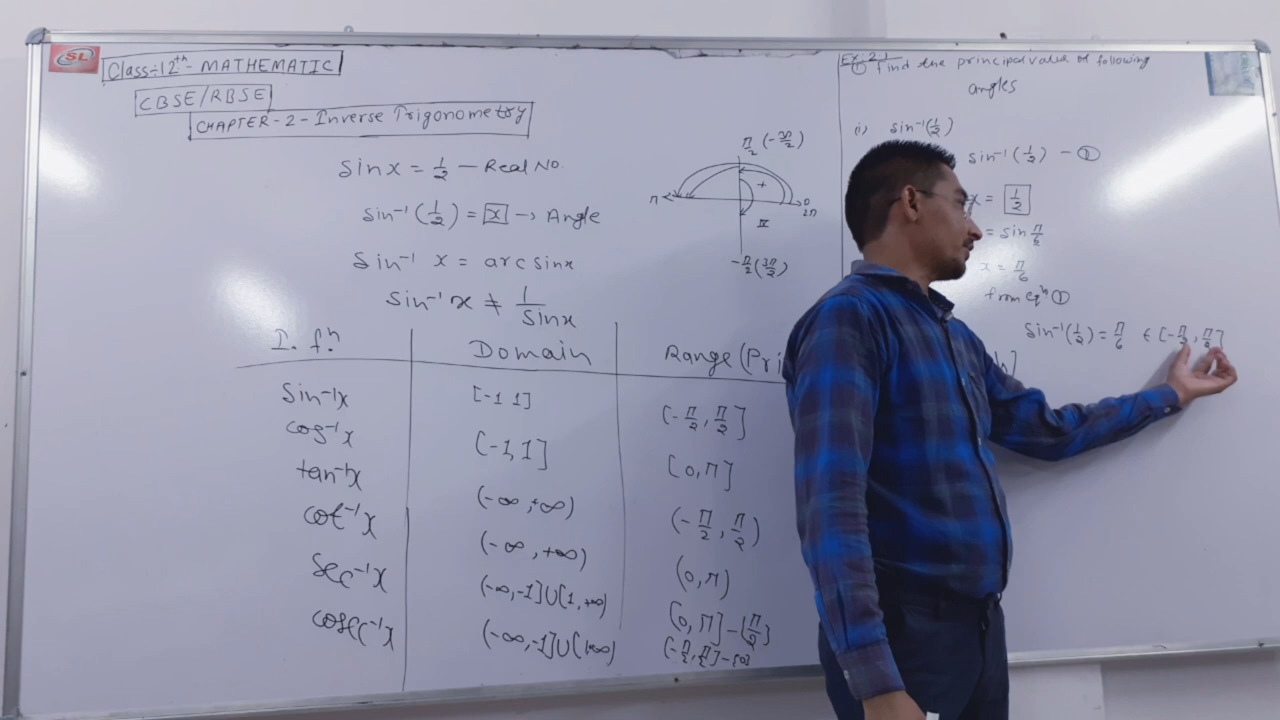 SL
Class-12th - MATHEMATIC
CBSE/RBSE
CHAPTER-2-Inverse Trigonometry
Sinx = 1/2 - Real No.
Sin⁻¹(1/2) = x → Angle
Sin⁻¹ x = arc sinx
Sin⁻¹x ≠ 1/Sinx
π/2 (-3π/2)
π
+
0
2π
IV
-π/2 (3π/2)
I. fⁿ Domain Range (Pri
Sin⁻¹x [-1 1] [-π/2, π/2]
cos⁻¹x [-1, 1] [0, π]
tan⁻¹x (-∞, +∞) (-π/2, π/2)
cot⁻¹x (-∞, +∞) (0, π)
Sec⁻¹x (-∞, -1]∪[1, +∞) [0, π] - {π/2}
cosec⁻¹x (-∞, -1]∪[1+∞) [-π/2, π/2] - {0}
Ex 2.1
① Find the principal value of following
angles
(i) Sin⁻¹(1/2)
Sin⁻¹(1/2) - ①
x = 1/2
= sin π/6
x = π/6
from eqⁿ ①
Sin⁻¹(1/2) = π/6 ∈ [-π/2, π/2]